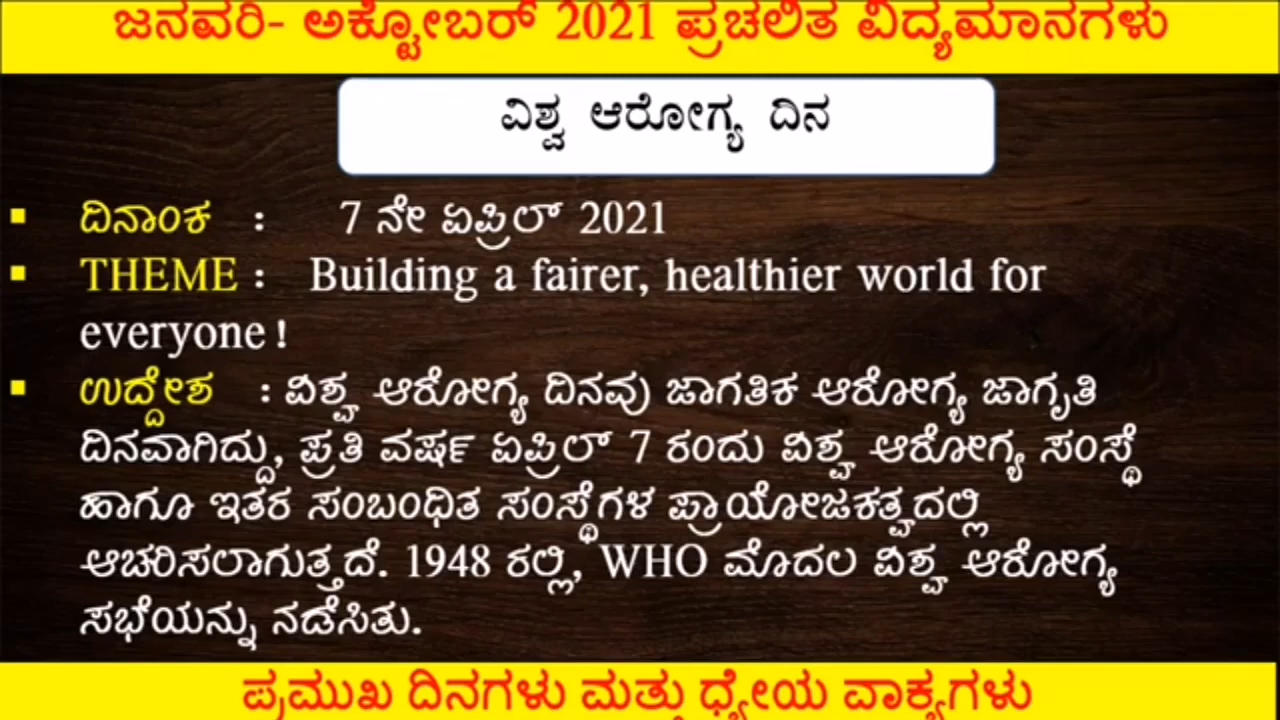 ಜನವರಿ- ಅಕ್ಟೋಬರ್ 2021 ಪ್ರಚಲಿತ ವಿದ್ಯಮಾನಗಳು
ವಿಶ್ವ ಆರೋಗ್ಯ ದಿನ
▪ ದಿನಾಂಕ : 7 ನೇ ಏಪ್ರಿಲ್ 2021
▪ THEME : Building a fairer, healthier world for
everyone !
▪ ಉದ್ದೇಶ : ವಿಶ್ವ ಆರೋಗ್ಯ ದಿನವು ಜಾಗತಿಕ ಆರೋಗ್ಯ ಜಾಗೃತಿ
ದಿನವಾಗಿದ್ದು, ಪ್ರತಿ ವರ್ಷ ಏಪ್ರಿಲ್ 7 ರಂದು ವಿಶ್ವ ಆರೋಗ್ಯ ಸಂಸ್ಥೆ
ಹಾಗೂ ಇತರ ಸಂಬಂಧಿತ ಸಂಸ್ಥೆಗಳ ಪ್ರಾಯೋಜಕತ್ವದಲ್ಲಿ
ಆಚರಿಸಲಾಗುತ್ತದೆ. 1948 ರಲ್ಲಿ, WHO ಮೊದಲ ವಿಶ್ವ ಆರೋಗ್ಯ
ಸಭೆಯನ್ನು ನಡೆಸಿತು.
ಪ್ರಮುಖ ದಿನಗಳು ಮತ್ತು ಧ್ಯೇಯ ವಾಕ್ಯಗಳು